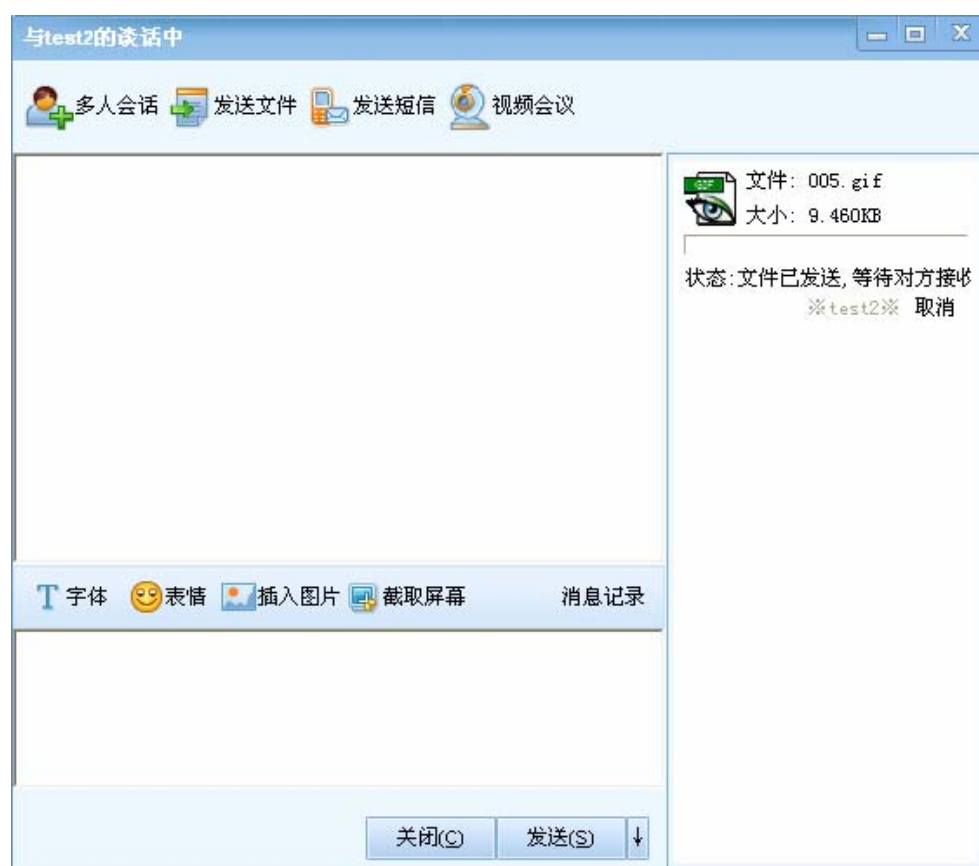 与test2的谈话中
多人会话 发送文件 发送短信 视频会议
GIF
文件: 005.gif
大小: 9.460KB
状态:文件已发送,等待对方接收
※test2※ 取消
T 字体 表情 插入图片 截取屏幕 消息记录
关闭(C) 发送(S) ↓